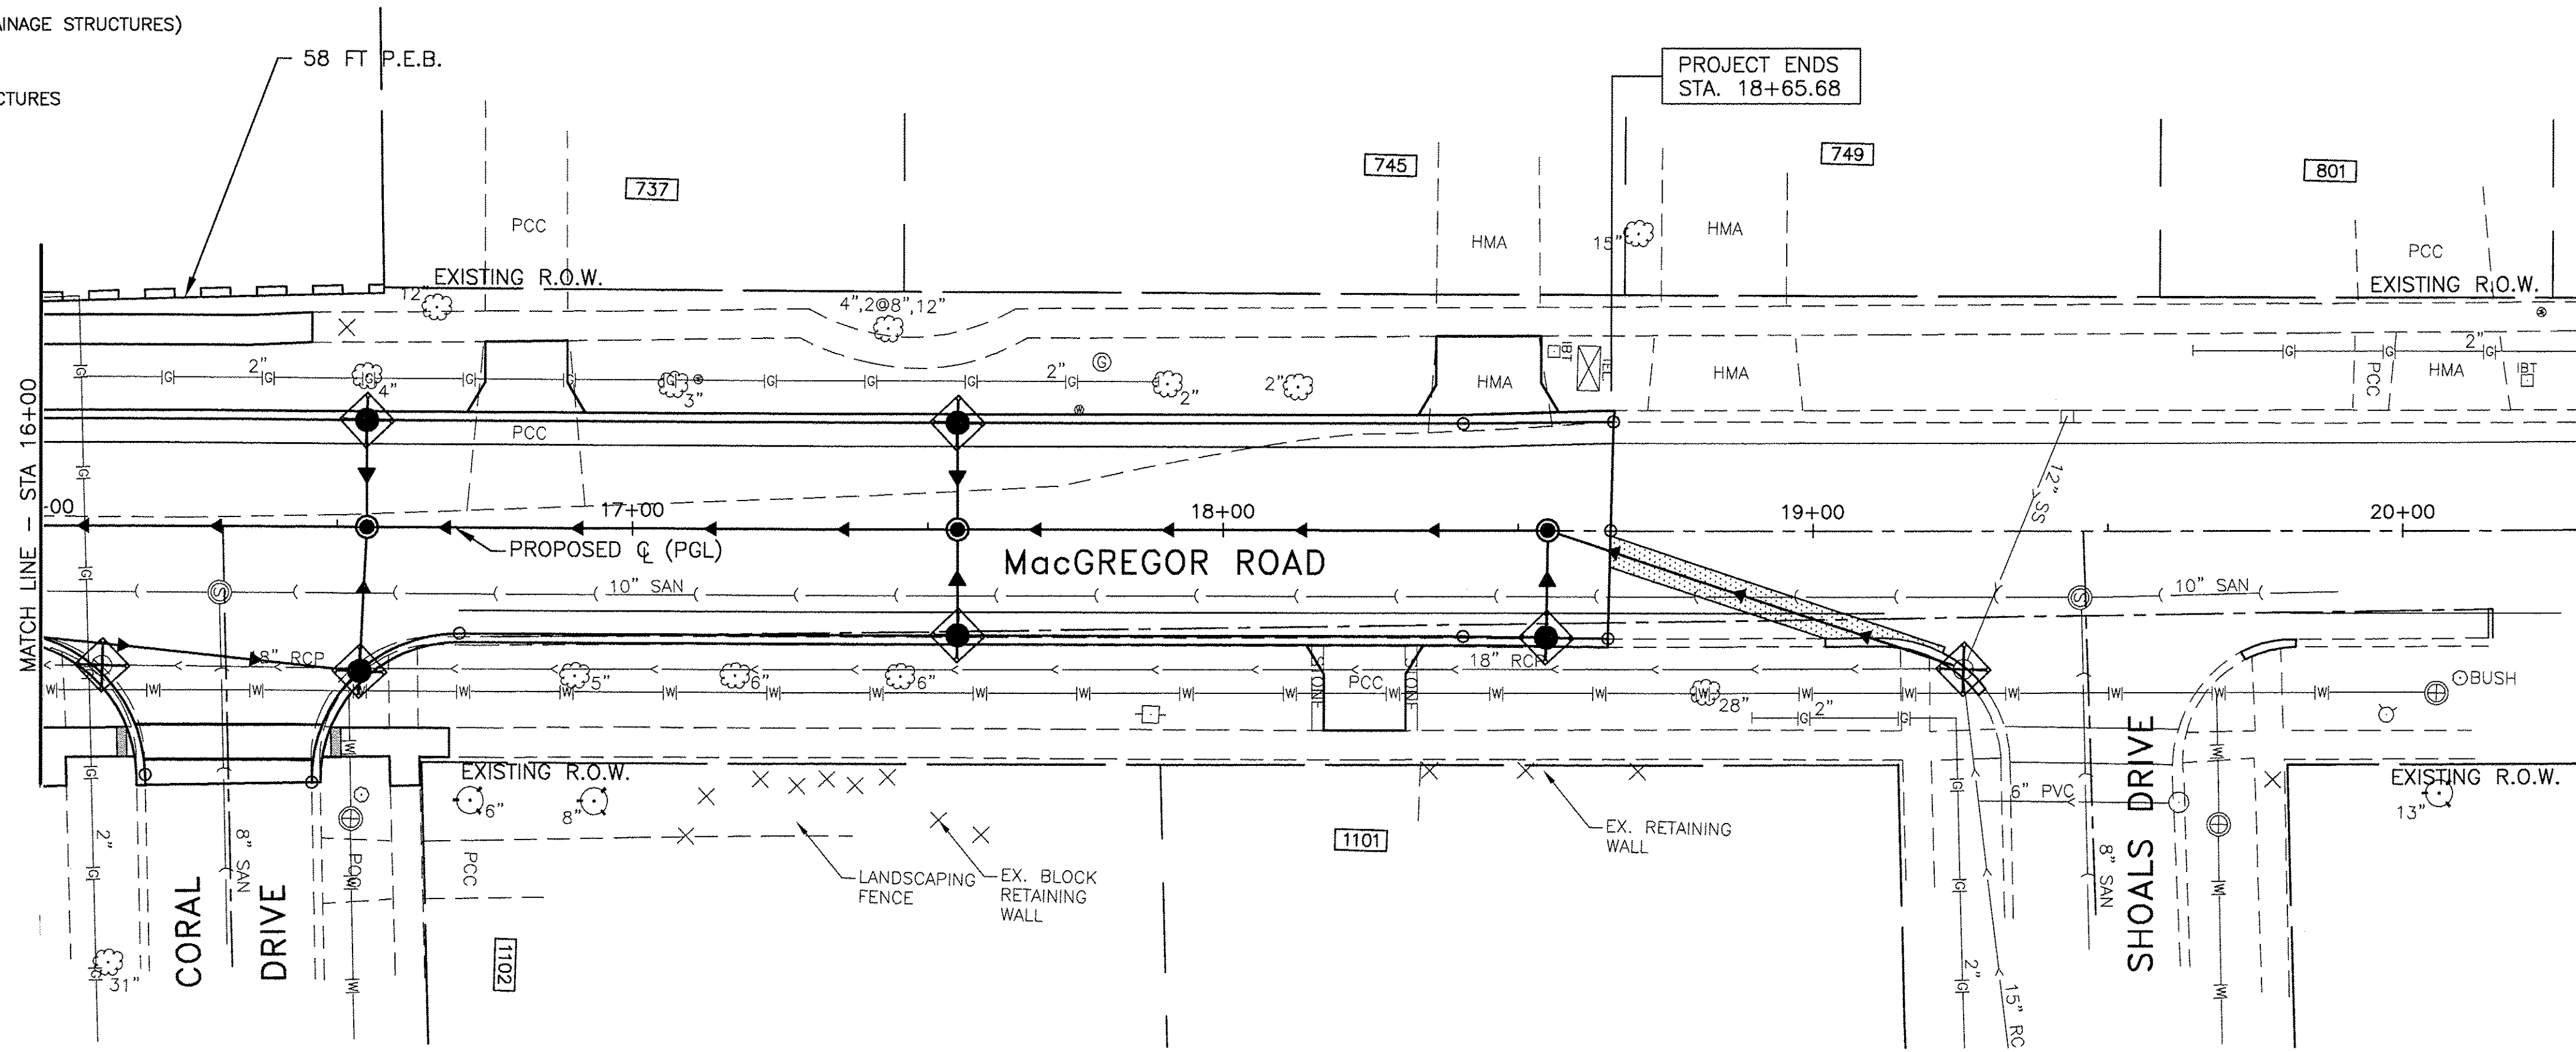 AINAGE STRUCTURES)
58 FT P.E.B.
CTURES
PROJECT ENDS
STA. 18+65.68
737
745
749
801
PCC
HMA
15"
HMA
PCC
EXISTING R.O.W.
EXISTING R.O.W.
12"
4",2@8",12"
2"
G
4"
3"
2"
G
2"
2"
IBT
TEL
HMA
HMA
PCC
HMA
2"
IBT
PCC
MATCH LINE - STA 16+00
-00
17+00
18+00
19+00
20+00
12" SS
PROPOSED ℄ (PGL)
MacGREGOR ROAD
10" SAN
10" SAN
S
S
18" RCP
18" RCP
W
5"
6"
6"
PCC
28"
BUSH
2"
EXISTING R.O.W.
EXISTING R.O.W.
6"
8"
6" PVC
13"
2"
8" SAN
PCC
LANDSCAPING
FENCE
EX. BLOCK
RETAINING
WALL
1101
EX. RETAINING
WALL
CORAL
DRIVE
1102
31"
SHOALS DRIVE
8" SAN
2"
15" RC